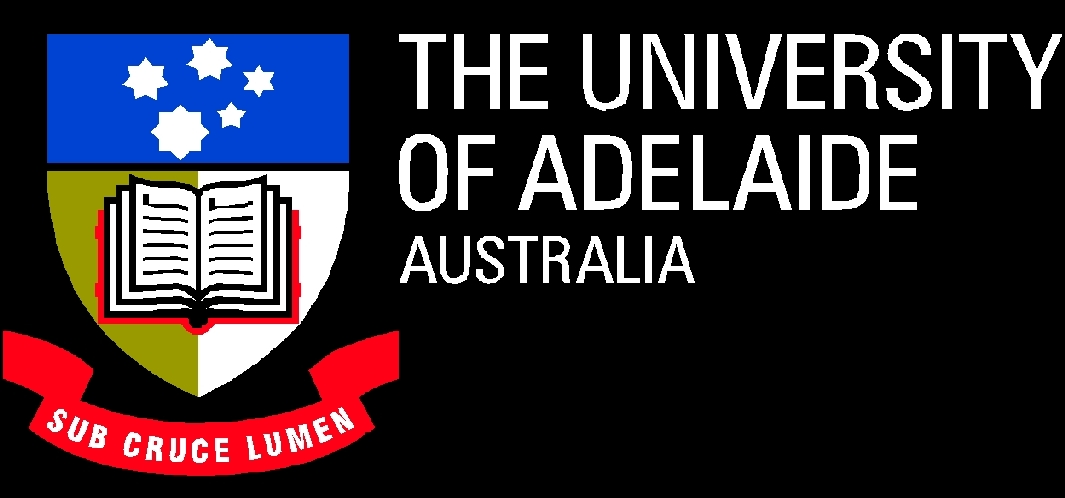 THE UNIVERSITY
OF ADELAIDE
AUSTRALIA
SUB CRUCE LUMEN